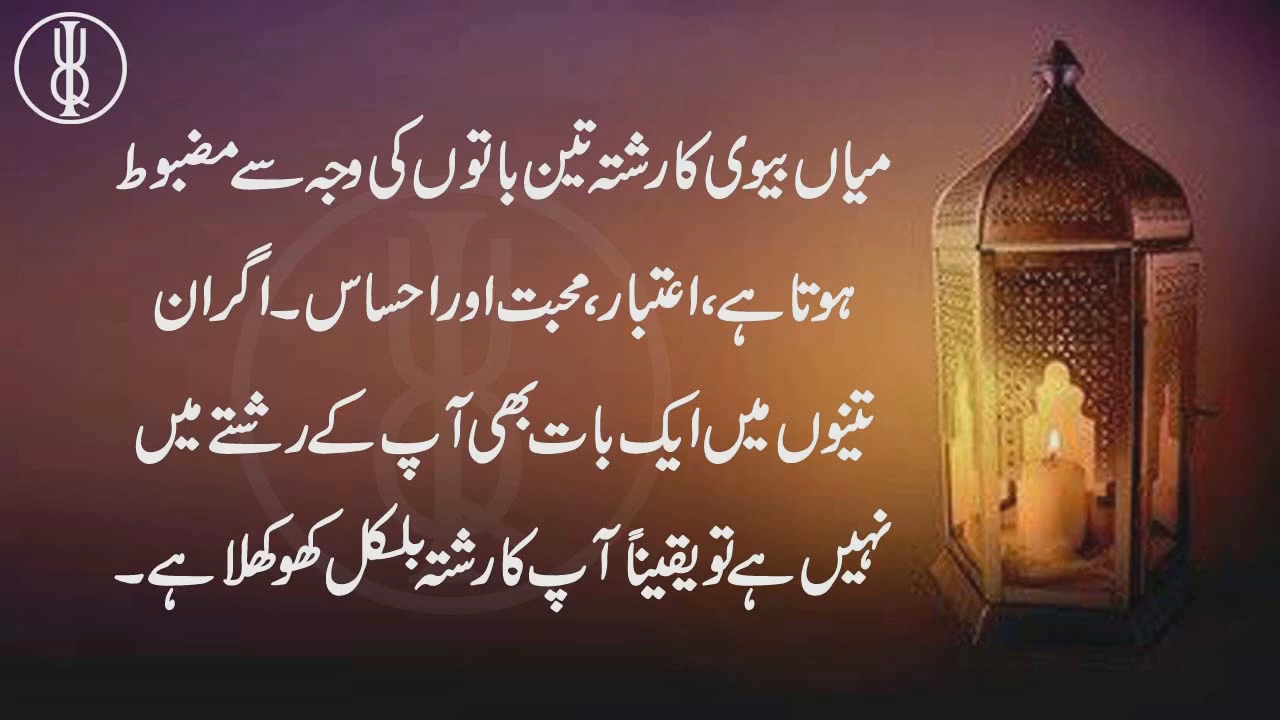 میاں بیوی کا رشتہ تین باتوں کی وجہ سے مضبوط
ہوتا ہے، اعتبار، محبت اور احساس۔ اگر ان
تینوں میں ایک بات بھی آپ کے رشتے میں
نہیں ہے تو یقیناً آپ کا رشتہ بلکل کھوکھلا ہے۔